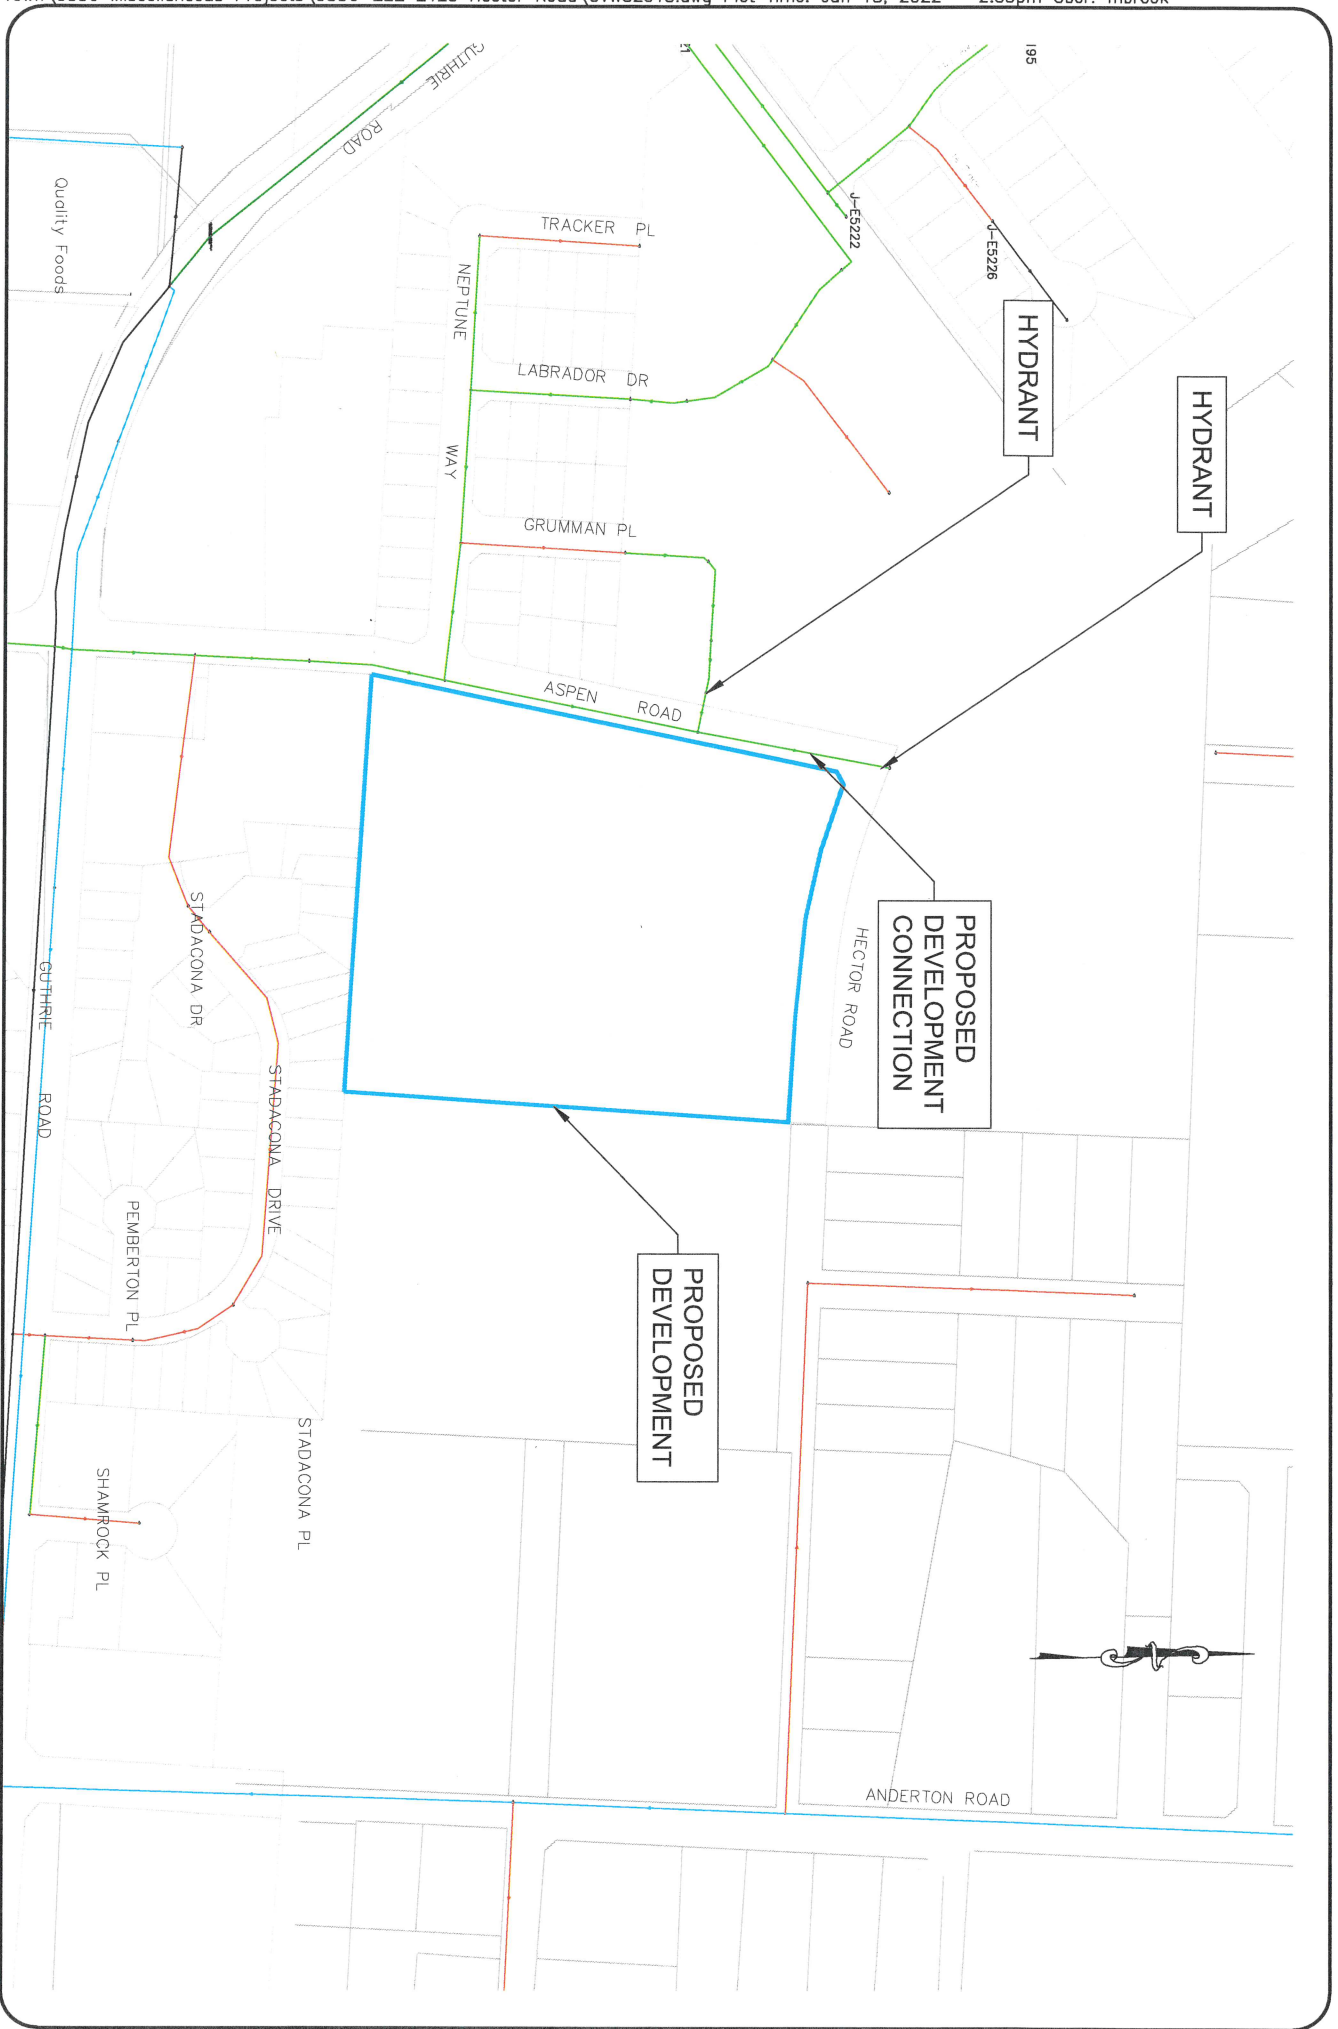 2:36pm
GUTHRIE
ROAD
195
Quality Foods
TRACKER PL
NEPTUNE
WAY
LABRADOR DR
GRUMMAN PL
J-E5222
J-E5226
HYDRANT
HYDRANT
ASPEN
ROAD
PROPOSED
DEVELOPMENT
CONNECTION
HECTOR ROAD
STADACONA DR
GUTHRIE
ROAD
STADACONA DRIVE
PEMBERTON PL
PROPOSED
DEVELOPMENT
STADACONA PL
SHAMROCK PL
ANDERTON ROAD